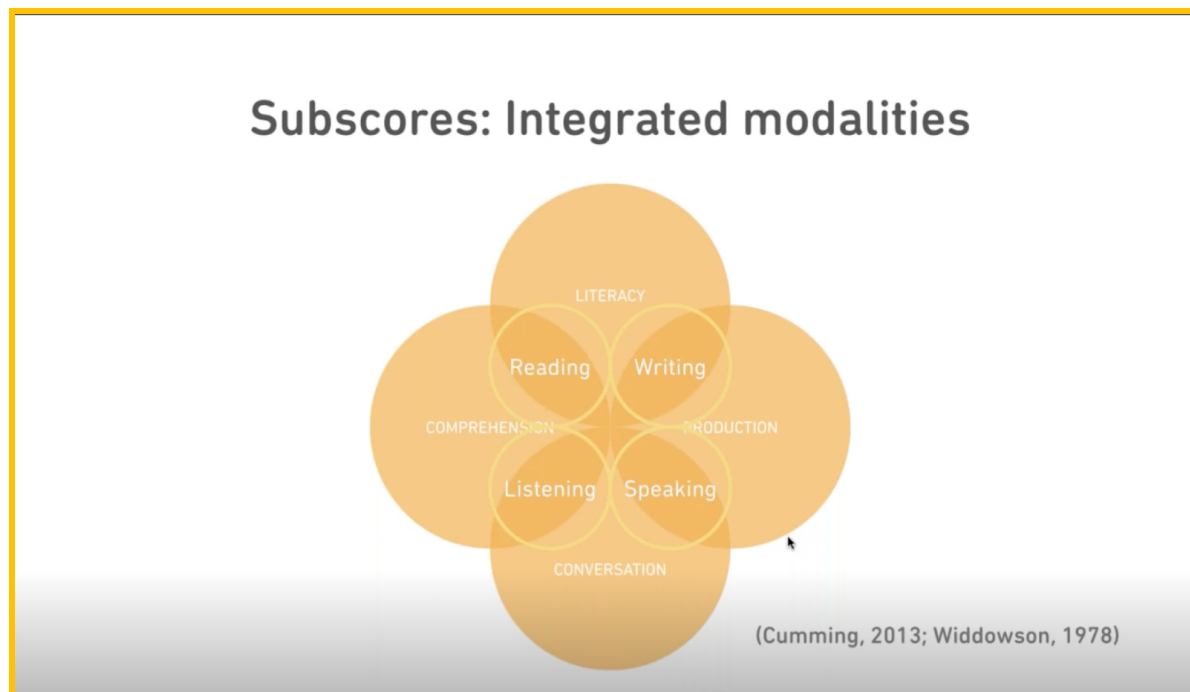 Subscores: Integrated modalities
LITERACY
Reading Writing
COMPREHENSION PRODUCTION
Listening Speaking
CONVERSATION
(Cumming, 2013; Widdowson, 1978)